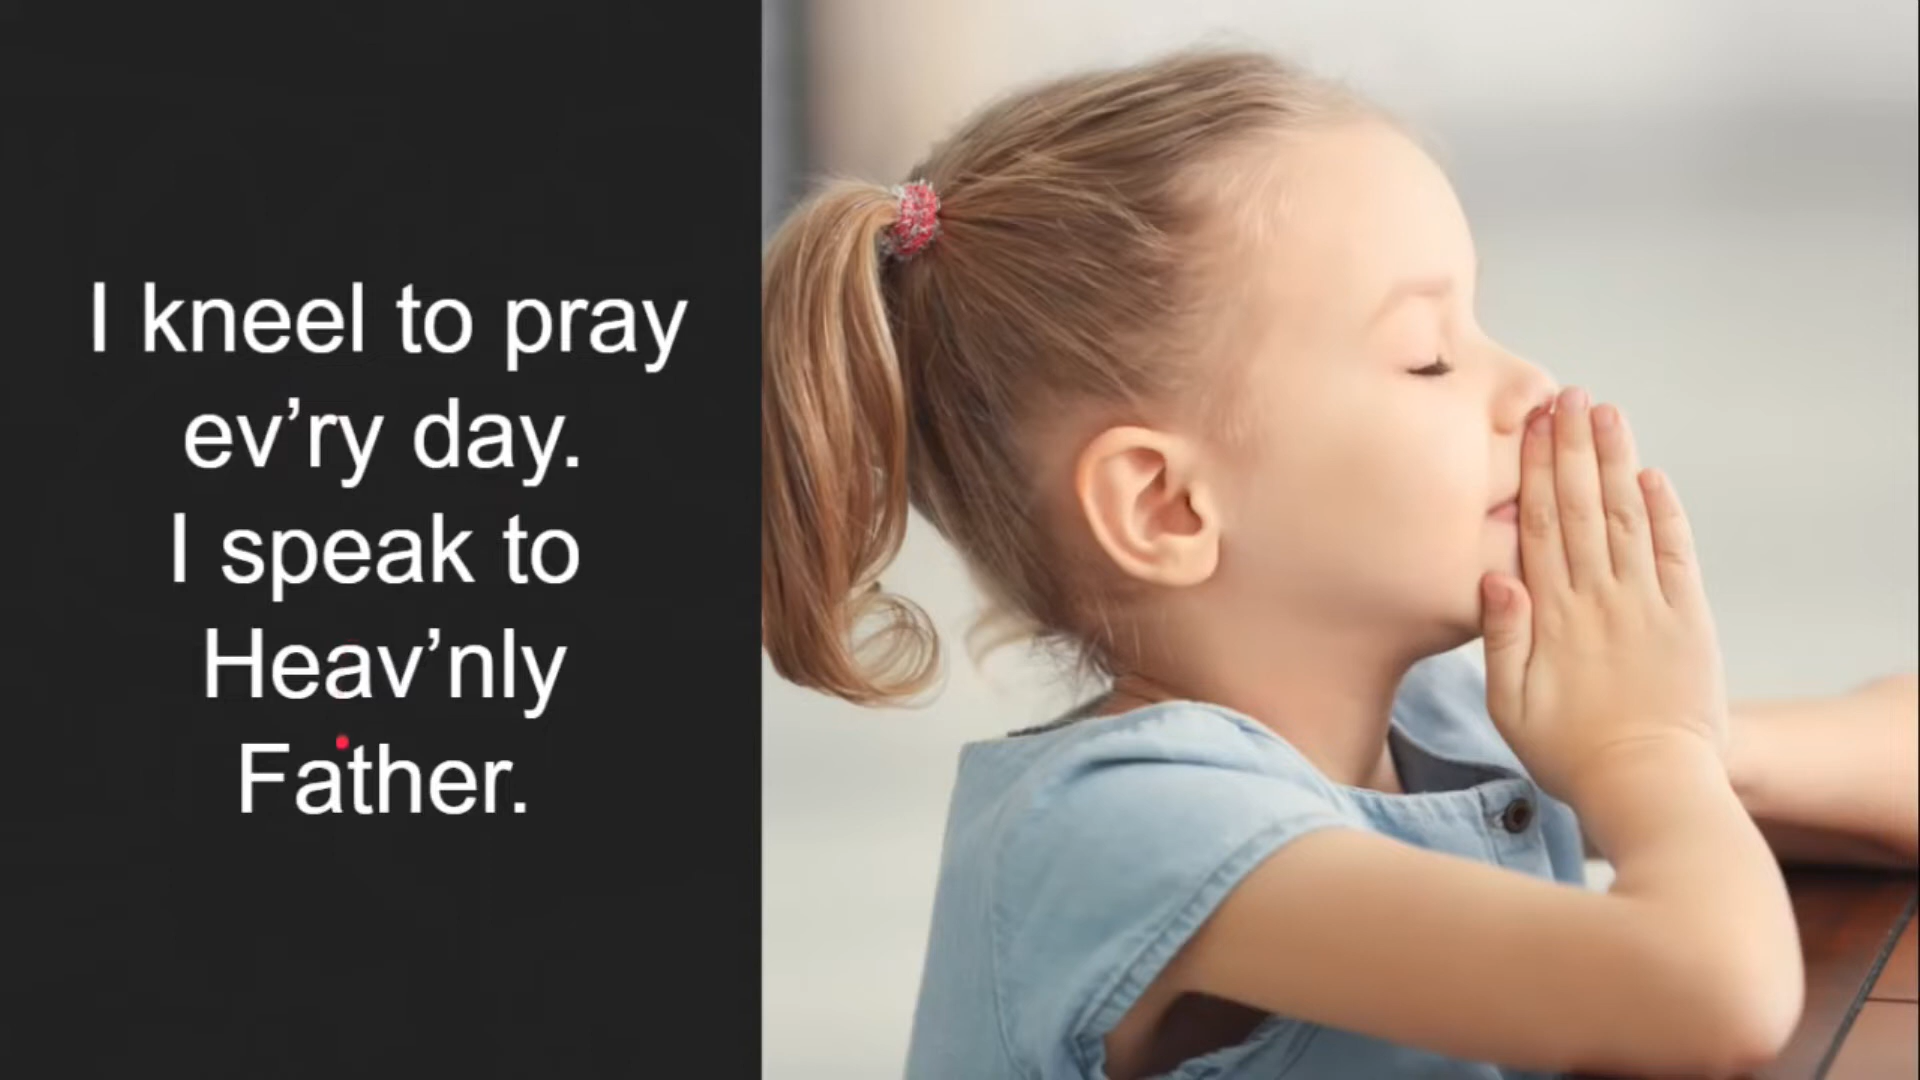 I kneel to pray
ev’ry day.
I speak to
Heav’nly
Father.